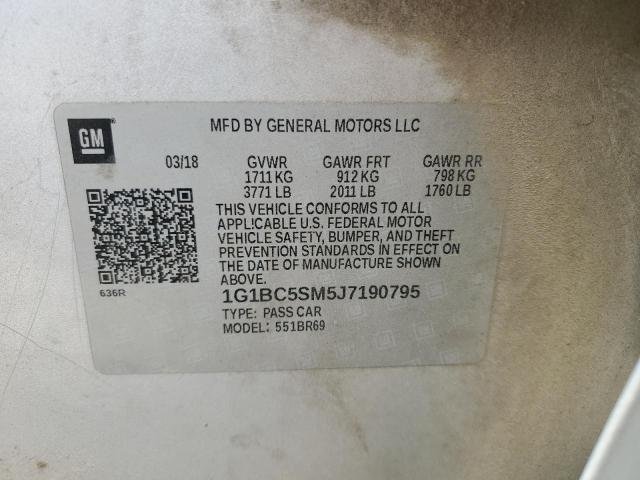 GM
MFD BY GENERAL MOTORS LLC
03/18 GVWR GAWR FRT GAWR RR
1711 KG 912 KG 798 KG
3771 LB 2011 LB 1760 LB
THIS VEHICLE CONFORMS TO ALL
APPLICABLE U.S. FEDERAL MOTOR
VEHICLE SAFETY, BUMPER, AND THEFT
PREVENTION STANDARDS IN EFFECT ON
THE DATE OF MANUFACTURE SHOWN
ABOVE.
636R
1G1BC5SM5J7190795
TYPE: PASS CAR
MODEL: 551BR69